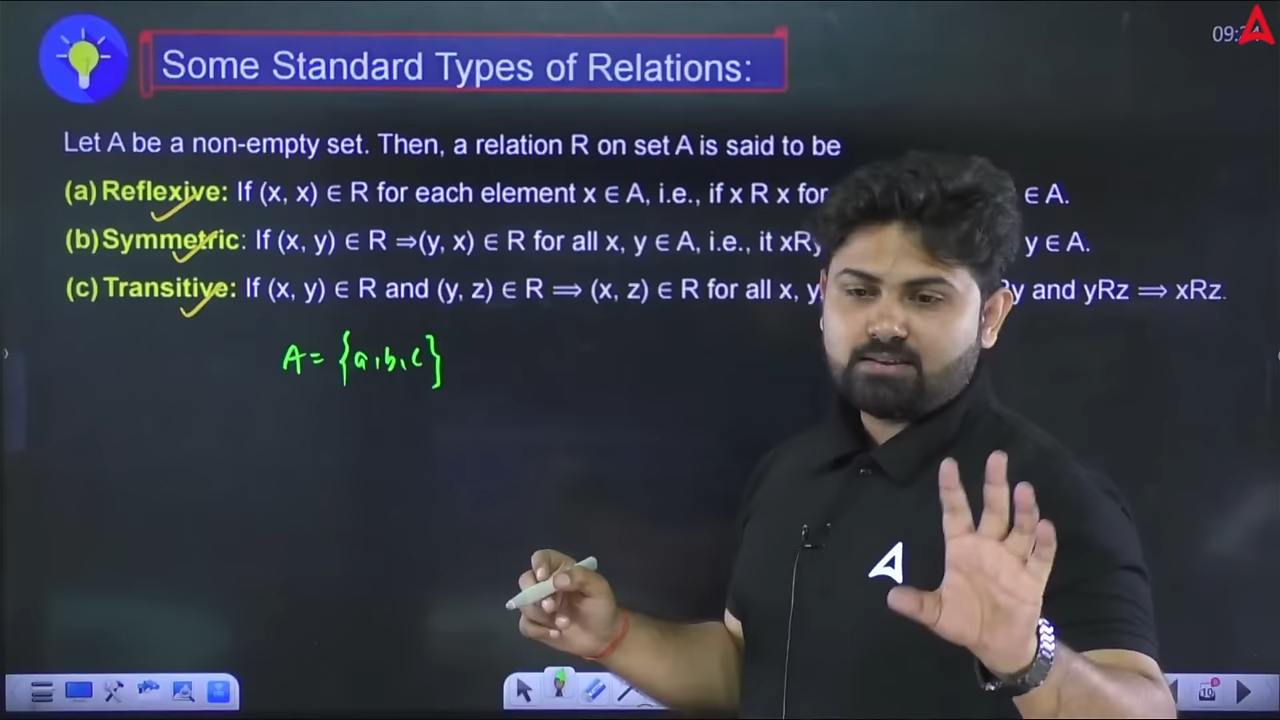 09:2
Some Standard Types of Relations:
Let A be a non-empty set. Then, a relation R on set A is said to be
(a) Reflexive: If (x, x) ∈ R for each element x ∈ A, i.e., if x R x for ∈ A.
(b) Symmetric: If (x, y) ∈ R ⇒(y, x) ∈ R for all x, y ∈ A, i.e., it xRy y ∈ A.
(c) Transitive: If (x, y) ∈ R and (y, z) ∈ R ⟹ (x, z) ∈ R for all x, y y and yRz ⟹ xRz.
A = {a,b,c}